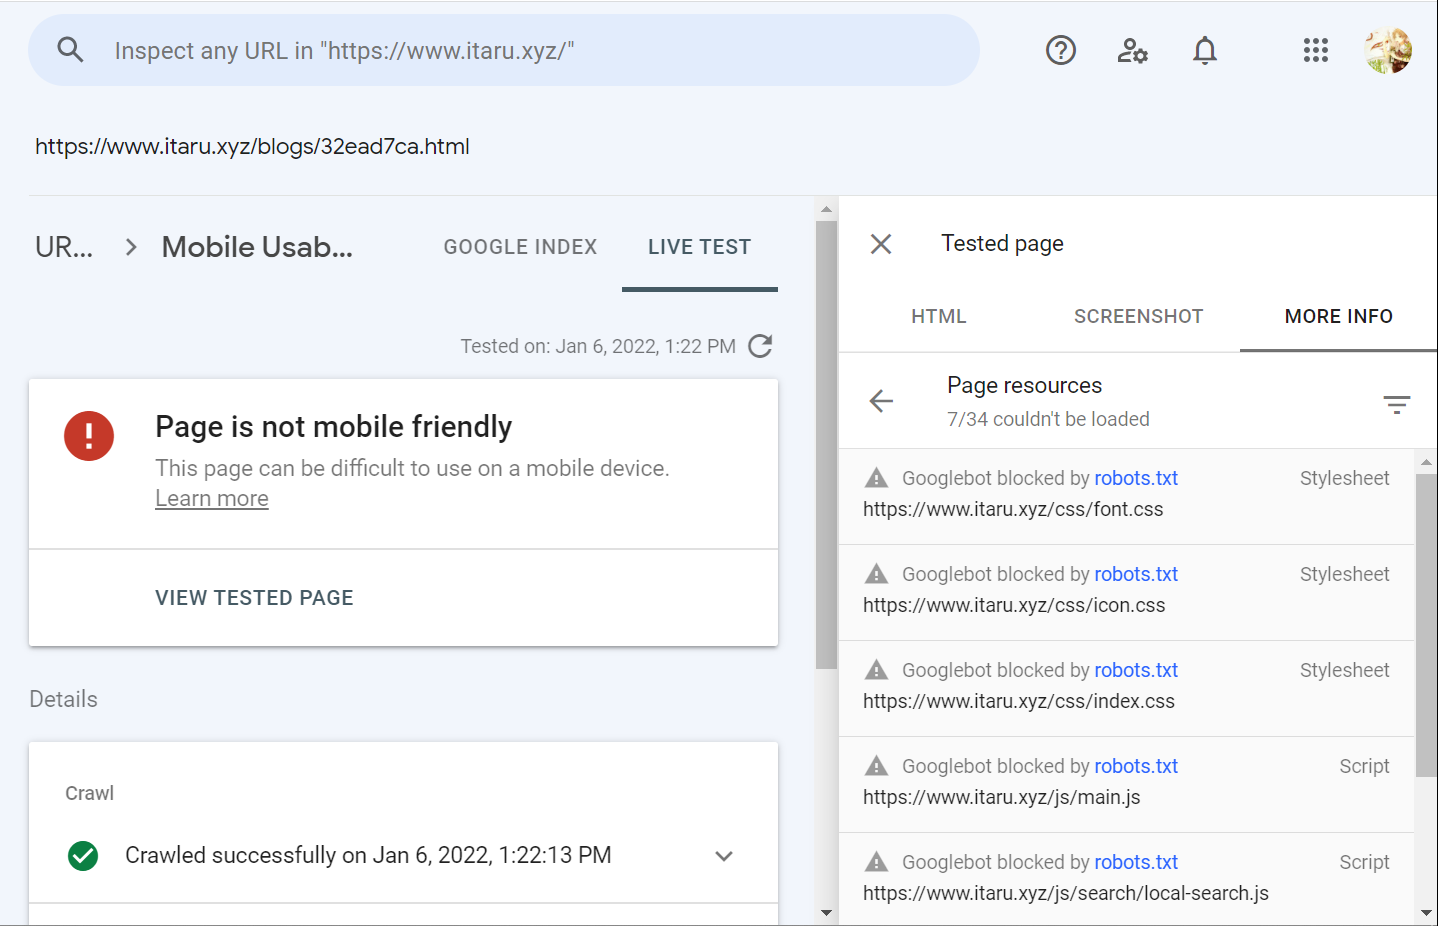 Inspect any URL in "https://www.itaru.xyz/"
https://www.itaru.xyz/blogs/32ead7ca.html
UR... > Mobile Usab... GOOGLE INDEX LIVE TEST
Tested on: Jan 6, 2022, 1:22 PM
Page is not mobile friendly
This page can be difficult to use on a mobile device.
Learn more
VIEW TESTED PAGE
Details
Crawl
Crawled successfully on Jan 6, 2022, 1:22:13 PM
Tested page
HTML SCREENSHOT MORE INFO
Page resources
7/34 couldn't be loaded
Googlebot blocked by robots.txt Stylesheet
https://www.itaru.xyz/css/font.css
Googlebot blocked by robots.txt Stylesheet
https://www.itaru.xyz/css/icon.css
Googlebot blocked by robots.txt Stylesheet
https://www.itaru.xyz/css/index.css
Googlebot blocked by robots.txt Script
https://www.itaru.xyz/js/main.js
Googlebot blocked by robots.txt Script
https://www.itaru.xyz/js/search/local-search.js